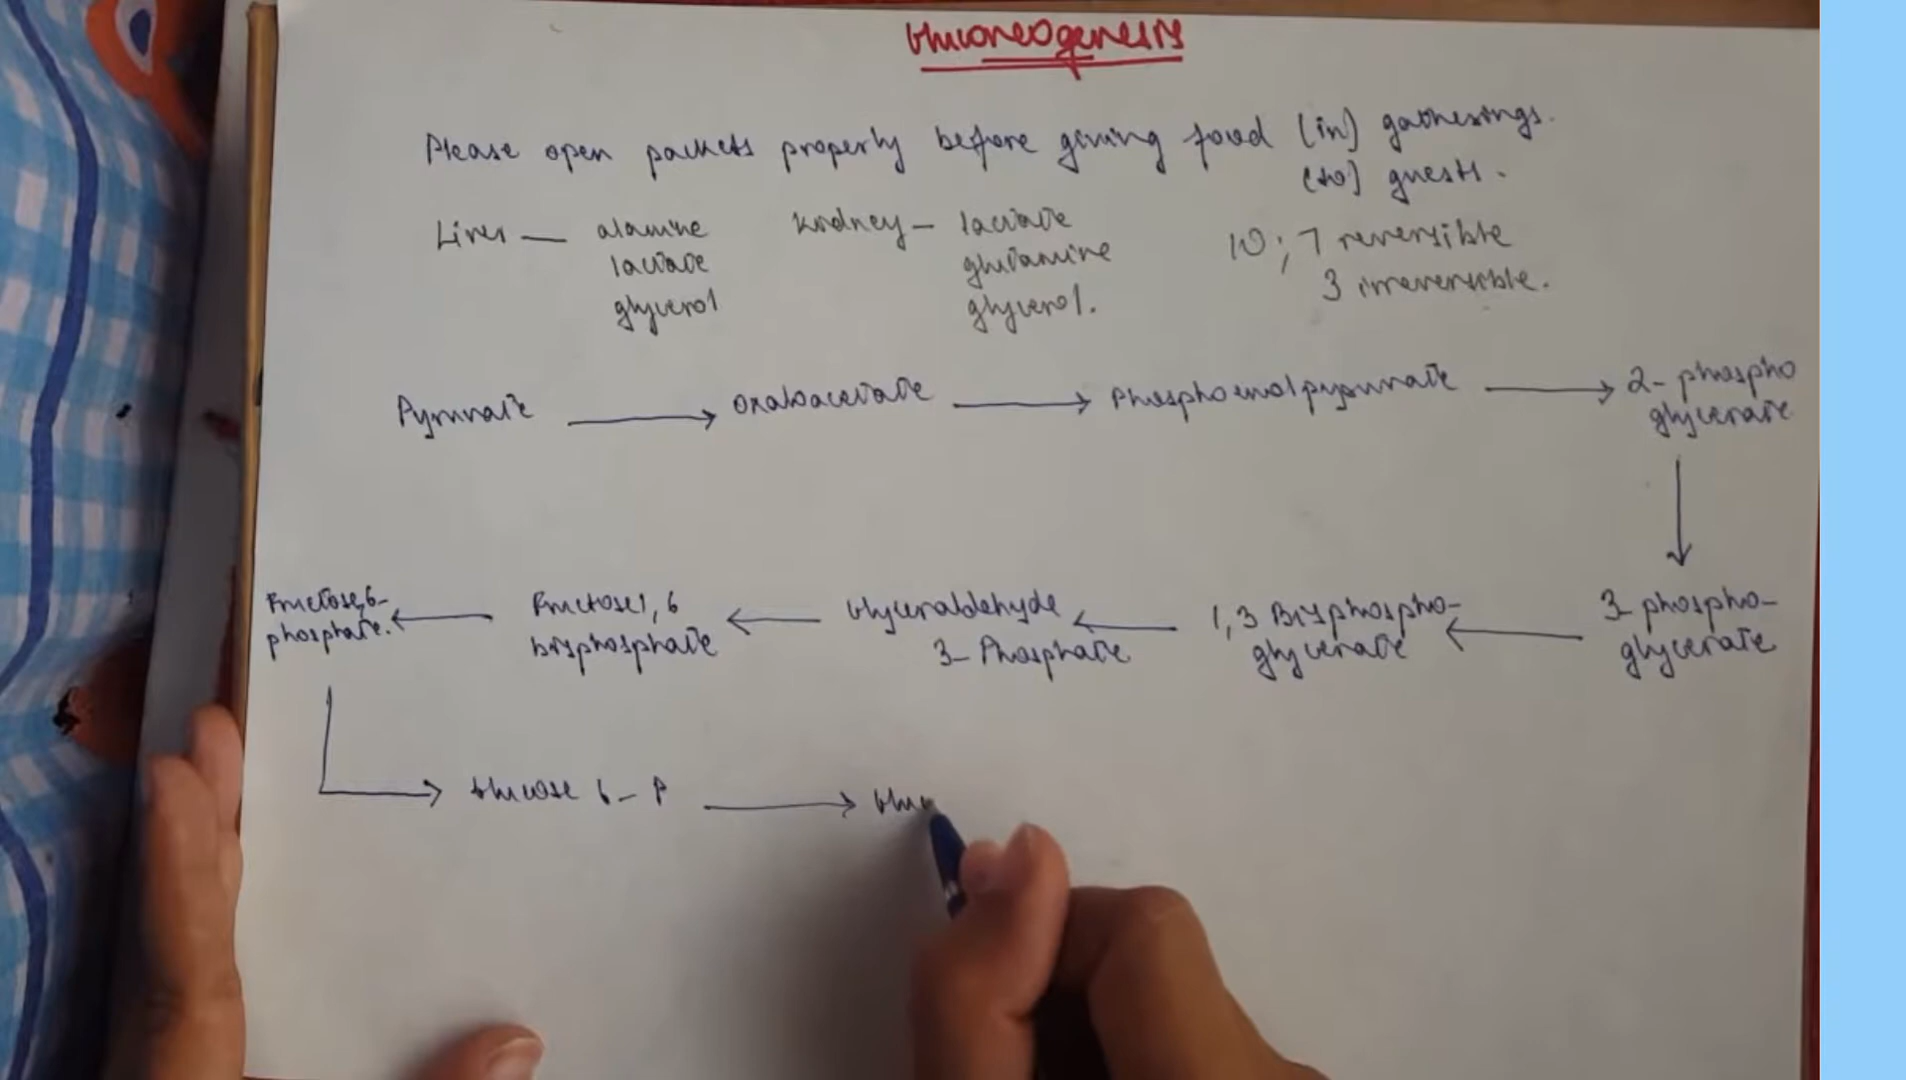 Gluconeogenesis
Please open packets properly before giving food (in) gatherings.
(to) guests.
Liver — alanine
lactate
glycerol
Kidney — lactate
glutamine
glycerol.
10; 7 reversible
3 irreversible.
Pyruvate → Oxaloacetate → Phosphoenolpyruvate → 2-phospho
glycerate
Fructose,6-
phosphate. ← Fructose1,6
bisphosphate ← Glyceraldehyde
3-Phosphate ← 1,3 Bisphospho-
glycerate ← 3-phospho-
glycerate
Glucose 6-P → Glu